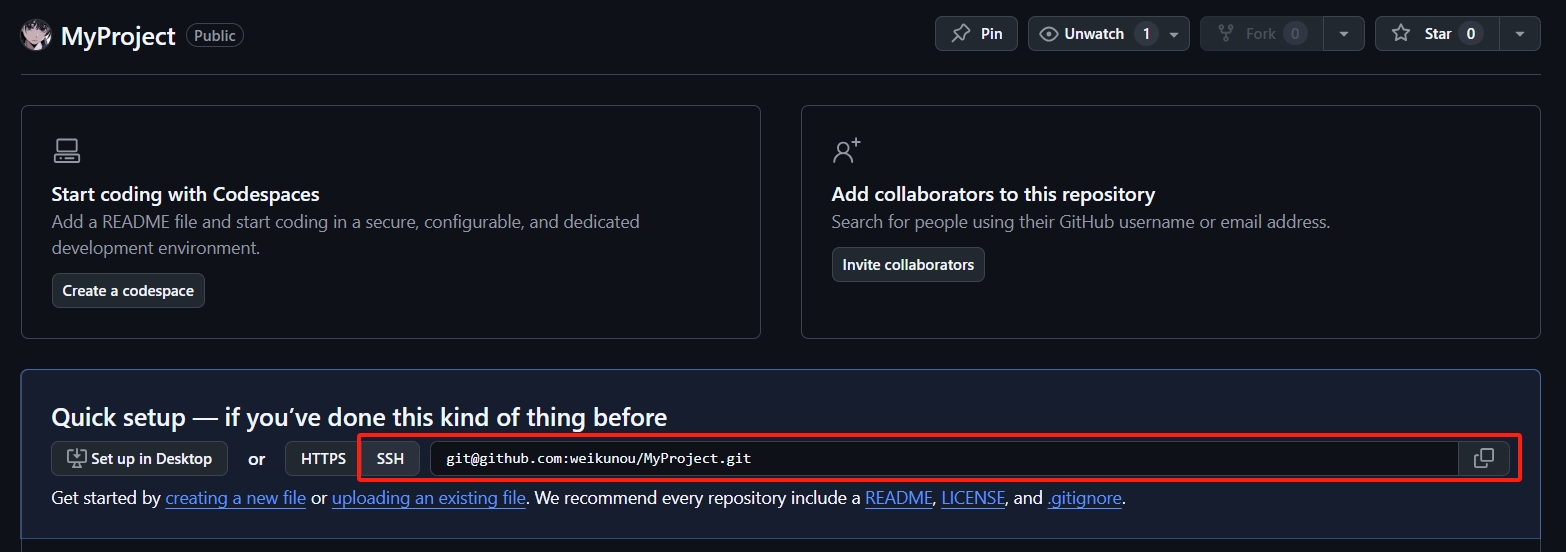 MyProject Public Pin Unwatch 1 Fork 0 Star 0
Start coding with Codespaces
Add a README file and start coding in a secure, configurable, and dedicated
development environment.
Create a codespace
Add collaborators to this repository
Search for people using their GitHub username or email address.
Invite collaborators
Quick setup — if you’ve done this kind of thing before
Set up in Desktop or HTTPS SSH git@github.com:weikunou/MyProject.git
Get started by creating a new file or uploading an existing file. We recommend every repository include a README, LICENSE, and .gitignore.